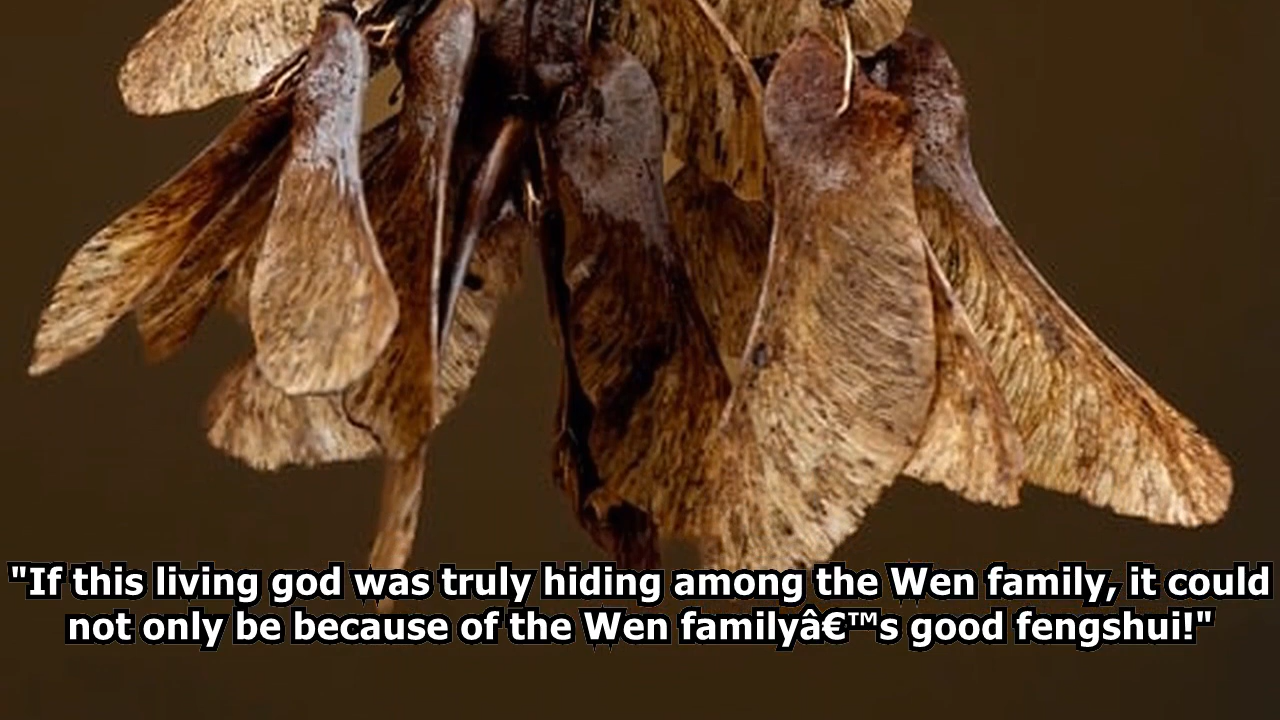 "If this living god was truly hiding among the Wen family, it could
not only be because of the Wen familyâ€™s good fengshui!"